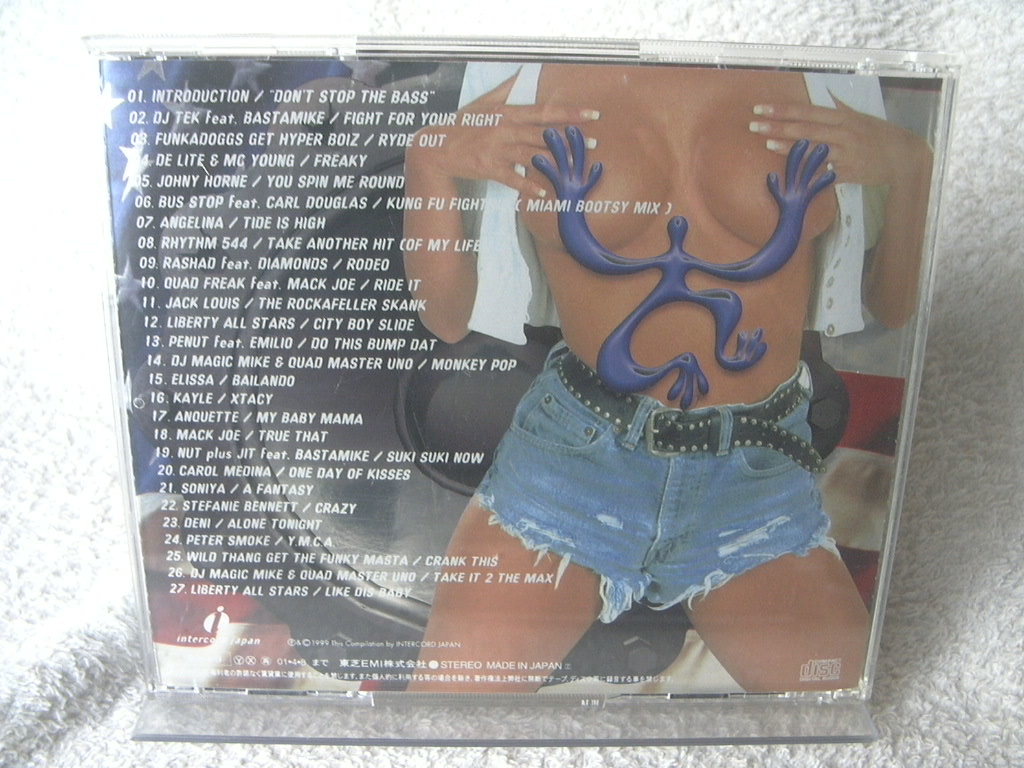 01. INTRODUCTION / "DON'T STOP THE BASS"
02. DJ TEK feat. BASTAMIKE / FIGHT FOR YOUR RIGHT
03. FUNKADOGGS GET HYPER BOIZ / RYDE OUT
04. DE LITE & MC YOUNG / FREAKY
05. JOHNY HORNE / YOU SPIN ME ROUND
06. BUS STOP feat. CARL DOUGLAS / KUNG FU FIGHTING ( MIAMI BOOTSY MIX )
07. ANGELINA / TIDE IS HIGH
08. RHYTHM 544 / TAKE ANOTHER HIT (OF MY LIFE
09. RASHAD feat. DIAMONDS / RODEO
10. QUAD FREAK feat. MACK JOE / RIDE IT
11. JACK LOUIS / THE ROCKAFELLER SKANK
12. LIBERTY ALL STARS / CITY BOY SLIDE
13. PENUT feat. EMILIO / DO THIS BUMP DAT
14. DJ MAGIC MIKE & QUAD MASTER UNO / MONKEY POP
15. ELISSA / BAILANDO
16. KAYLE / XTACY
17. ANQUETTE / MY BABY MAMA
18. MACK JOE / TRUE THAT
19. NUT plus JIT feat. BASTAMIKE / SUKI SUKI NOW
20. CAROL MEDINA / ONE DAY OF KISSES
21. SONIYA / A FANTASY
22. STEFANIE BENNETT / CRAZY
23. DENI / ALONE TONIGHT
24. PETER SMOKE / Y.M.C.A.
25. WILD THANG GET THE FUNKY MASTA / CRANK THIS
26. DJ MAGIC MIKE & QUAD MASTER UNO / TAKE IT 2 THE MAX
27. LIBERTY ALL STARS / LIKE DIS BABY
intercord japan
℗&©1999 This Compilation by INTERCORD JAPAN
Y X 再 01•4•8 まで 東芝EMI株式会社 STEREO MADE IN JAPAN
disc
DIGITAL AUDIO